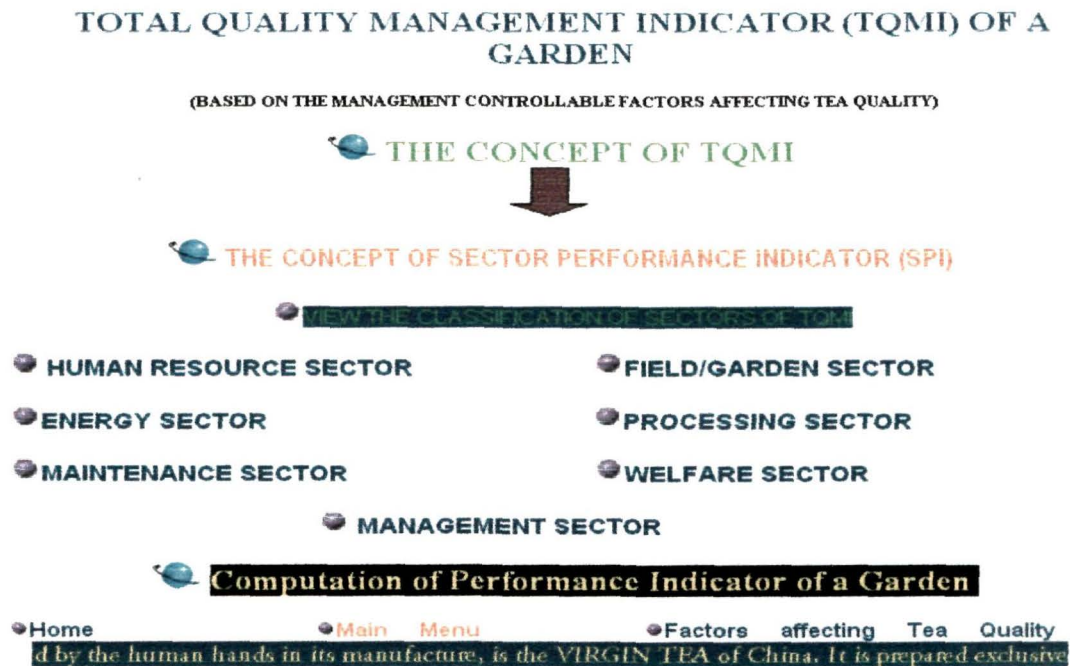 TOTAL QUALITY MANAGEMENT INDICATOR (TQMI) OF A
GARDEN
(BASED ON THE MANAGEMENT CONTROLLABLE FACTORS AFFECTING TEA QUALITY)
THE CONCEPT OF TQMI
THE CONCEPT OF SECTOR PERFORMANCE INDICATOR (SPI)
VIEW THE CLASSIFICATION OF SECTORS OF TQMI
HUMAN RESOURCE SECTOR FIELD/GARDEN SECTOR
ENERGY SECTOR PROCESSING SECTOR
MAINTENANCE SECTOR WELFARE SECTOR
MANAGEMENT SECTOR
Computation of Performance Indicator of a Garden
Home Main Menu Factors affecting Tea Quality
d by the human hands in its manufacture, is the VIRGIN TEA of China. It is prepared exclusive